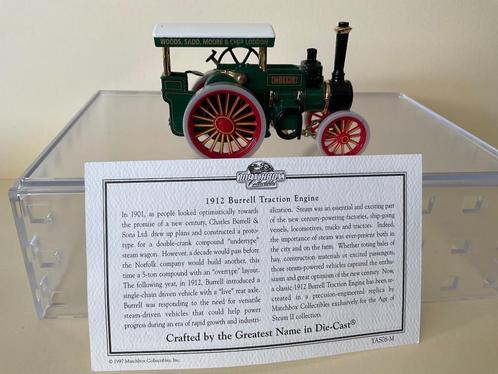 WOODS, SADD, MOORE & Cº Lᵀᴰ LODDON
MATCHBOX
Collectibles
1912 Burrell Traction Engine
In 1901, as people looked optimistically towards
the promise of a new century, Charles Burrell &
Sons Ltd. drew up plans and constructed a proto-
type for a double-crank compound "undertype"
steam wagon. However, a decade would pass before
the Norfolk company would build another, this
time a 5-ton compound with an "overtype" layout.
The following year, in 1912, Burrell introduced a
single-chain driven vehicle with a "live" rear axle.
Burrell was responding to the need for versatile
steam-driven vehicles that could help power
progress during an era of rapid growth and industri-
alization. Steam was an essential and exciting part
of the new century-powering factories, ship-going
vessels, locomotives, trucks and tractors. Indeed,
the importance of steam was ever-present both in
the city and on the farm. Whether toting bales of
hay, construction materials or excited passengers,
those steam-powered vehicles captured the enthu-
siasm and great optimism of the new century. Now,
a classic 1912 Burrell Traction Engine has been re-
created in a precision-engineered replica by
Matchbox Collectibles exclusively for the Age of
Steam II collection.
Crafted by the Greatest Name in Die-Cast®
© 1997 Matchbox Collectibles, Inc.
YAS08-M